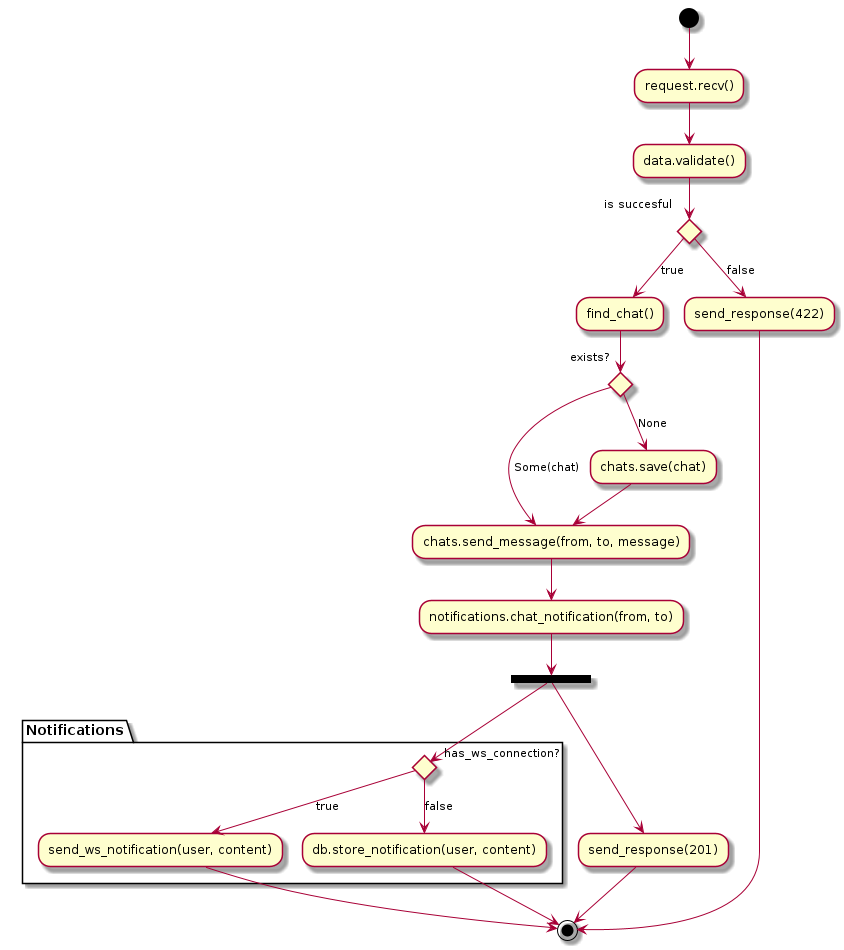 request.recv()
data.validate()
is succesful
true
false
find_chat()
send_response(422)
exists?
None
Some(chat)
chats.save(chat)
chats.send_message(from, to, message)
notifications.chat_notification(from, to)
Notifications
has_ws_connection?
true
false
send_ws_notification(user, content)
db.store_notification(user, content)
send_response(201)